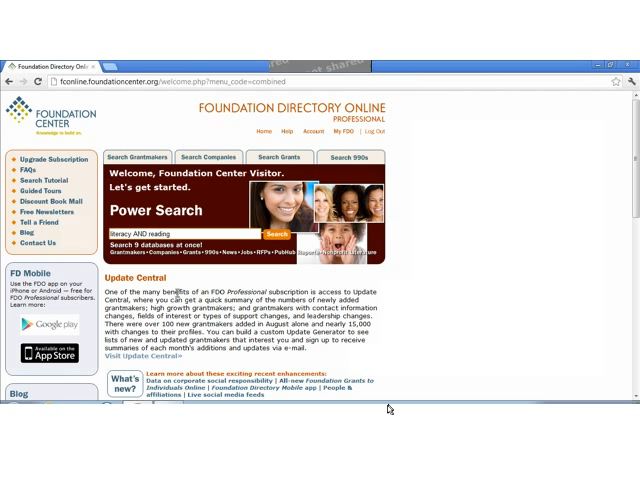 not shared
Foundation Directory Onli
fconline.foundationcenter.org/welcome.php?menu_code=combined
FOUNDATION
CENTER
Knowledge to build on.
FOUNDATION DIRECTORY ONLINE
PROFESSIONAL
Home Help Account My FDO | Log Out
Upgrade Subscription
FAQs
Search Tutorial
Guided Tours
Discount Book Mall
Free Newsletters
Tell a Friend
Blog
Contact Us
Search Grantmakers Search Companies Search Grants Search 990s
Welcome, Foundation Center Visitor.
Let's get started.
Power Search
literacy AND reading Search
Search 9 databases at once!
Grantmakers•Companies•Grants•990s•News•Jobs•RFPs•PubHub Reports•Nonprofit Literature
FD Mobile
Use the FDO app on your
iPhone or Android — free for
FDO Professional subscribers.
Learn more:
Google play
Available on the
App Store
Blog
Update Central
One of the many benefits of an FDO Professional subscription is access to Update
Central, where you can get a quick summary of the numbers of newly added
grantmakers; high growth grantmakers; and grantmakers with contact information
changes, fields of interest or types of support changes, and leadership changes.
There were over 100 new grantmakers added in August alone and nearly 15,000
with changes to their profiles. You can build a custom Update Generator to see
lists of new and updated grantmakers that interest you and sign up to receive
summaries of each month's additions and updates via e-mail.
Visit Update Central»
What's
new?
Learn more about these exciting recent enhancements:
Data on corporate social responsibility | All-new Foundation Grants to
Individuals Online | Foundation Directory Mobile app | People &
affiliations | Live social media feeds